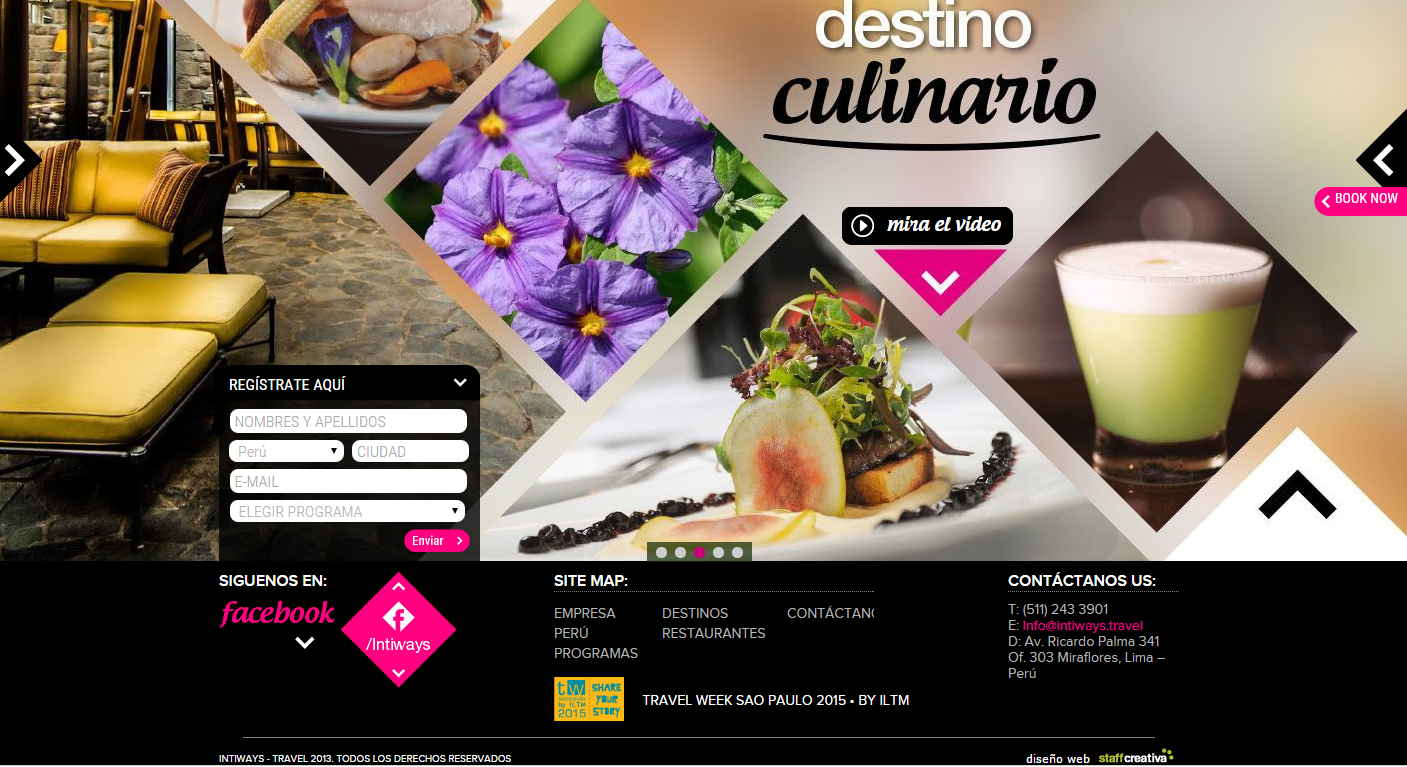 destino
culinario
BOOK NOW
mira el video
REGÍSTRATE AQUÍ
NOMBRES Y APELLIDOS
Perú
CIUDAD
E-MAIL
ELEGIR PROGRAMA
Enviar
SIGUENOS EN:
facebook
/Intiways
SITE MAP:
EMPRESA
PERÚ
PROGRAMAS
DESTINOS
RESTAURANTES
CONTÁCTANO
tw
saopaulo
by ILTM
2015
SHARE
YOUR
STORY
TRAVEL WEEK SAO PAULO 2015 • BY ILTM
CONTÁCTANOS US:
T: (511) 243 3901
E: Info@intiways.travel
D: Av. Ricardo Palma 341
Of. 303 Miraflores, Lima –
Perú
INTIWAYS - TRAVEL 2013. TODOS LOS DERECHOS RESERVADOS
diseño web staffcreativa